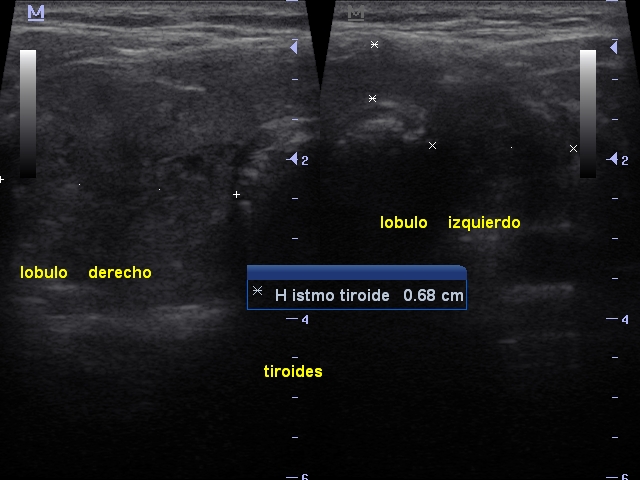 M
M
2
2
lobulo izquierdo
lobulo derecho
H istmo tiroide 0.68 cm
4
4
tiroides
6
6